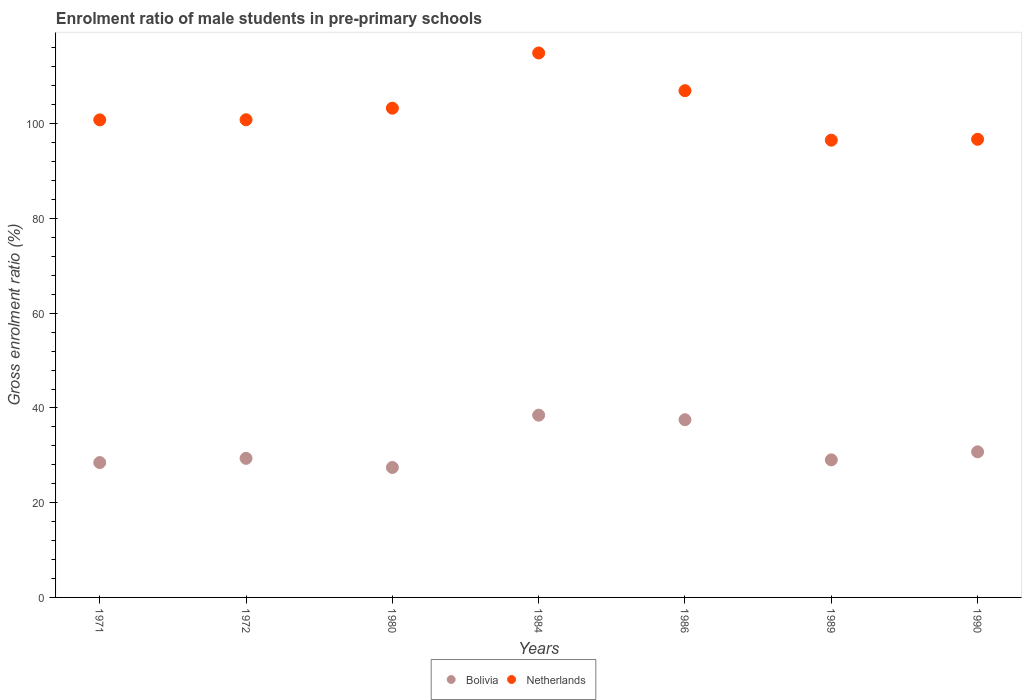 Enrolment ratio of male students in pre-primary schools
Gross enrolment ratio (%)
100
80
60
40
20
0
1971
1972
1980
1984
1986
1989
1990
Years
Bolivia
Netherlands